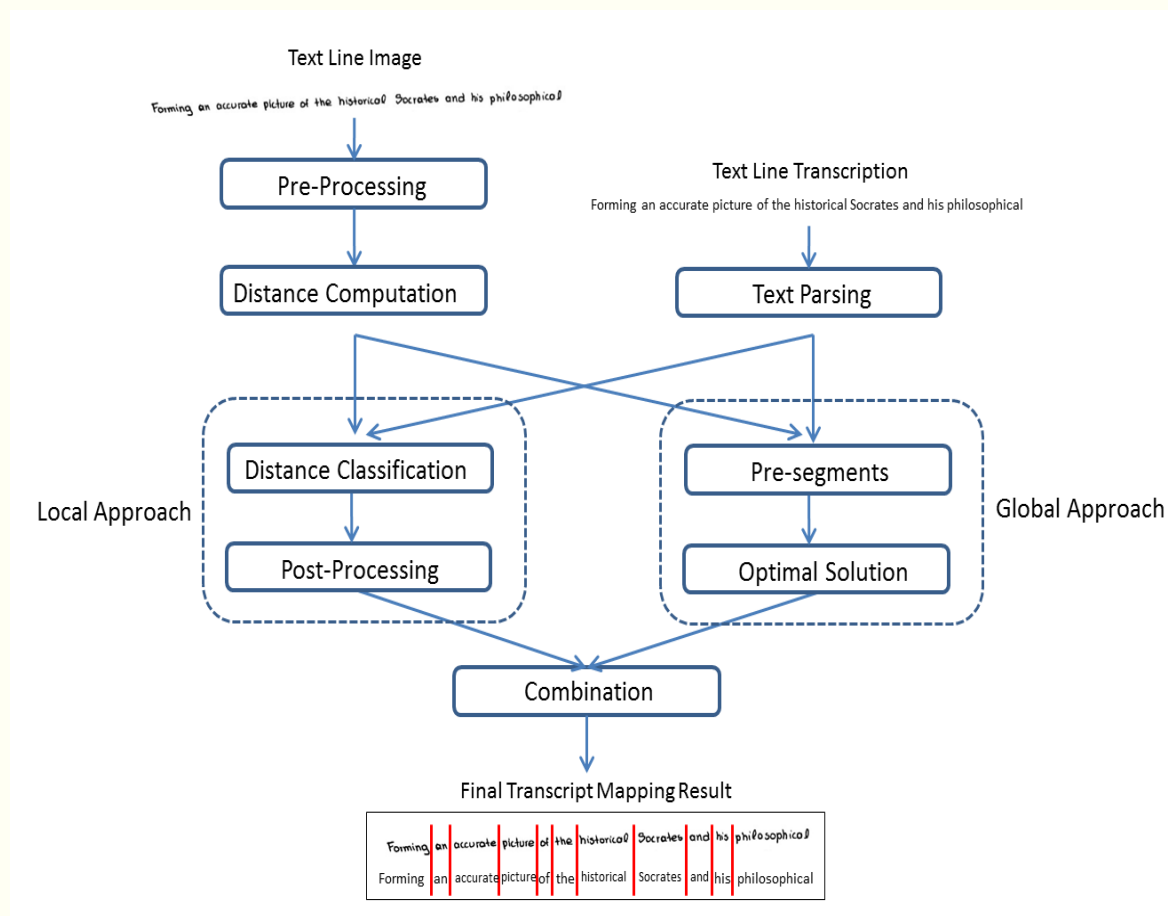 Text Line Image
Forming an accurate picture of the historical Socrates and his philosophical
Pre-Processing
Text Line Transcription
Forming an accurate picture of the historical Socrates and his philosophical
Distance Computation
Text Parsing
Local Approach
Distance Classification
Post-Processing
Pre-segments
Optimal Solution
Global Approach
Combination
Final Transcript Mapping Result
Forming an accurate picture of the historical Socrates and his philosophical
Forming an accurate picture of the historical Socrates and his philosophical